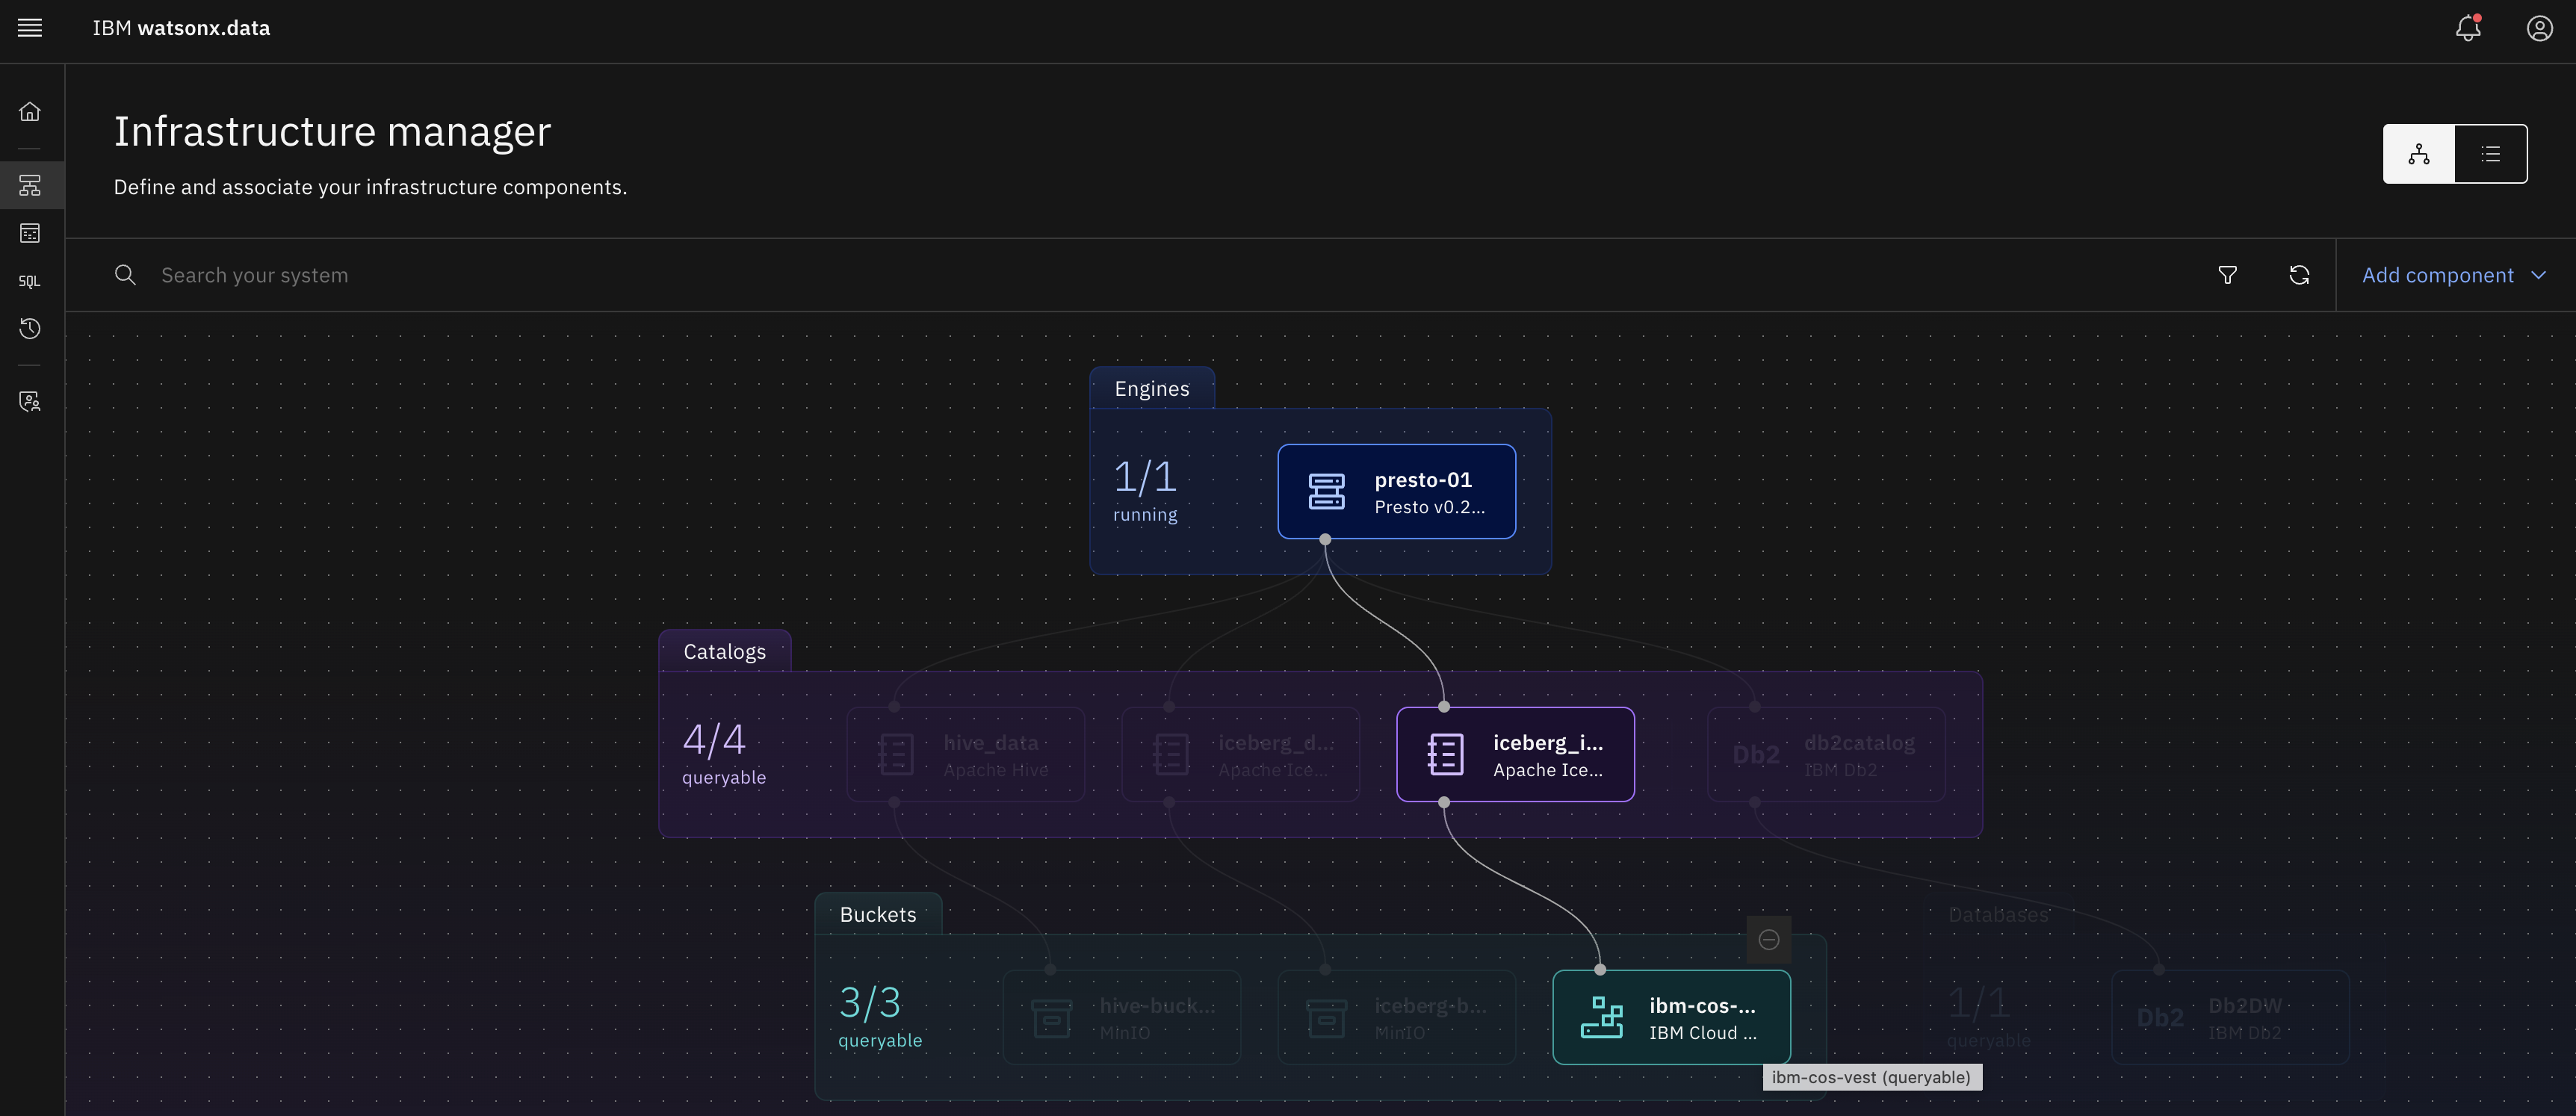 IBM watsonx.data
Infrastructure manager
Define and associate your infrastructure components.
SQL
Search your system
Add component
Engines
1/1
running
presto-01
Presto v0.2...
Catalogs
4/4
queryable
hive_data
Apache Hive
iceberg_d...
Apache Ice...
iceberg_i...
Apache Ice...
Db2
db2catalog
IBM Db2
Buckets
3/3
queryable
hive-buck...
MinIO
iceberg-b...
MinIO
ibm-cos-...
IBM Cloud ...
ibm-cos-vest (queryable)
Databases
1/1
queryable
Db2
Db2DW
IBM Db2